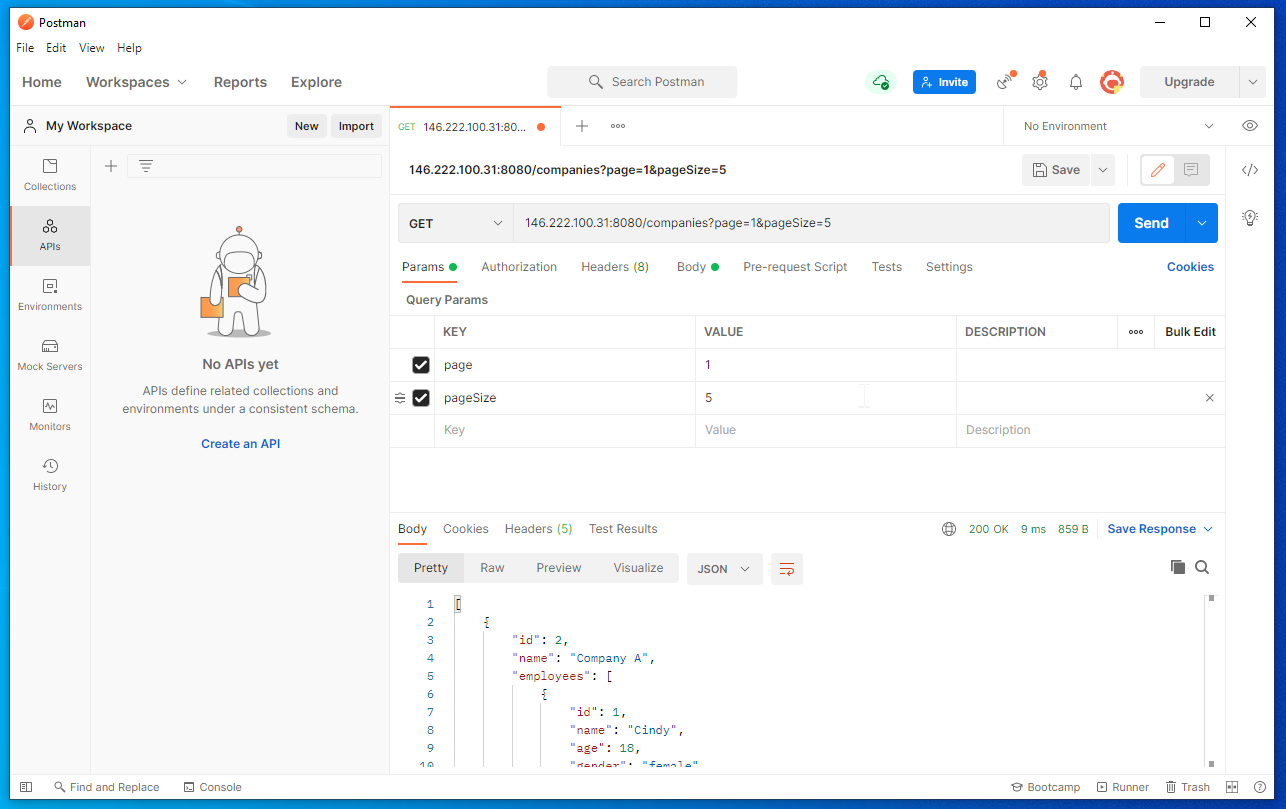 Postman
File Edit View Help
Home Workspaces Reports Explore Search Postman Invite Upgrade
My Workspace New Import GET 146.222.100.31:80... No Environment
Collections
APIs
Environments
Mock Servers
Monitors
History
No APIs yet
APIs define related collections and
environments under a consistent schema.
Create an API
146.222.100.31:8080/companies?page=1&pageSize=5 Save
GET 146.222.100.31:8080/companies?page=1&pageSize=5 Send
Params Authorization Headers (8) Body Pre-request Script Tests Settings Cookies
Query Params
KEY VALUE DESCRIPTION Bulk Edit
page 1
pageSize 5
Key Value Description
Body Cookies Headers (5) Test Results 200 OK 9 ms 859 B Save Response
Pretty Raw Preview Visualize JSON
1 [
2 {
3 "id": 2,
4 "name": "Company A",
5 "employees": [
6 {
7 "id": 1,
8 "name": "Cindy",
9 "age": 18,
10 "gender": "female"
Find and Replace Console Bootcamp Runner Trash